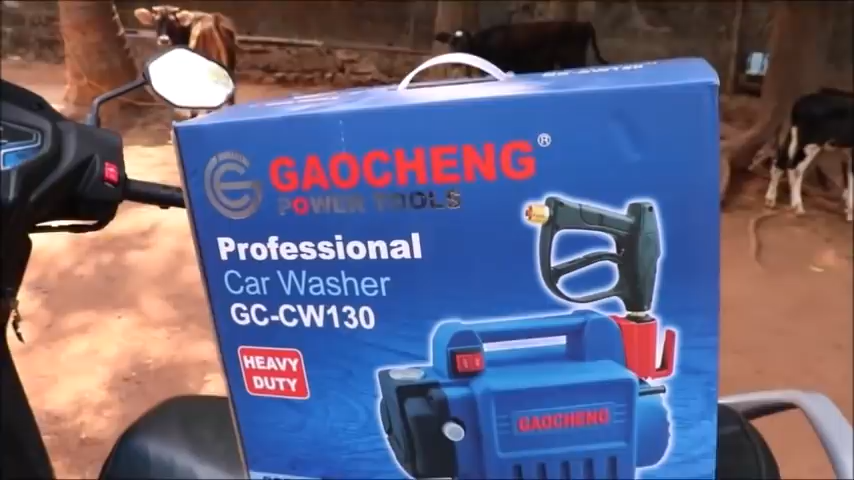 GAOCHENG®
POWER TOOLS
Professional
Car Washer
GC-CW130
HEAVY
DUTY
GAOCHENG